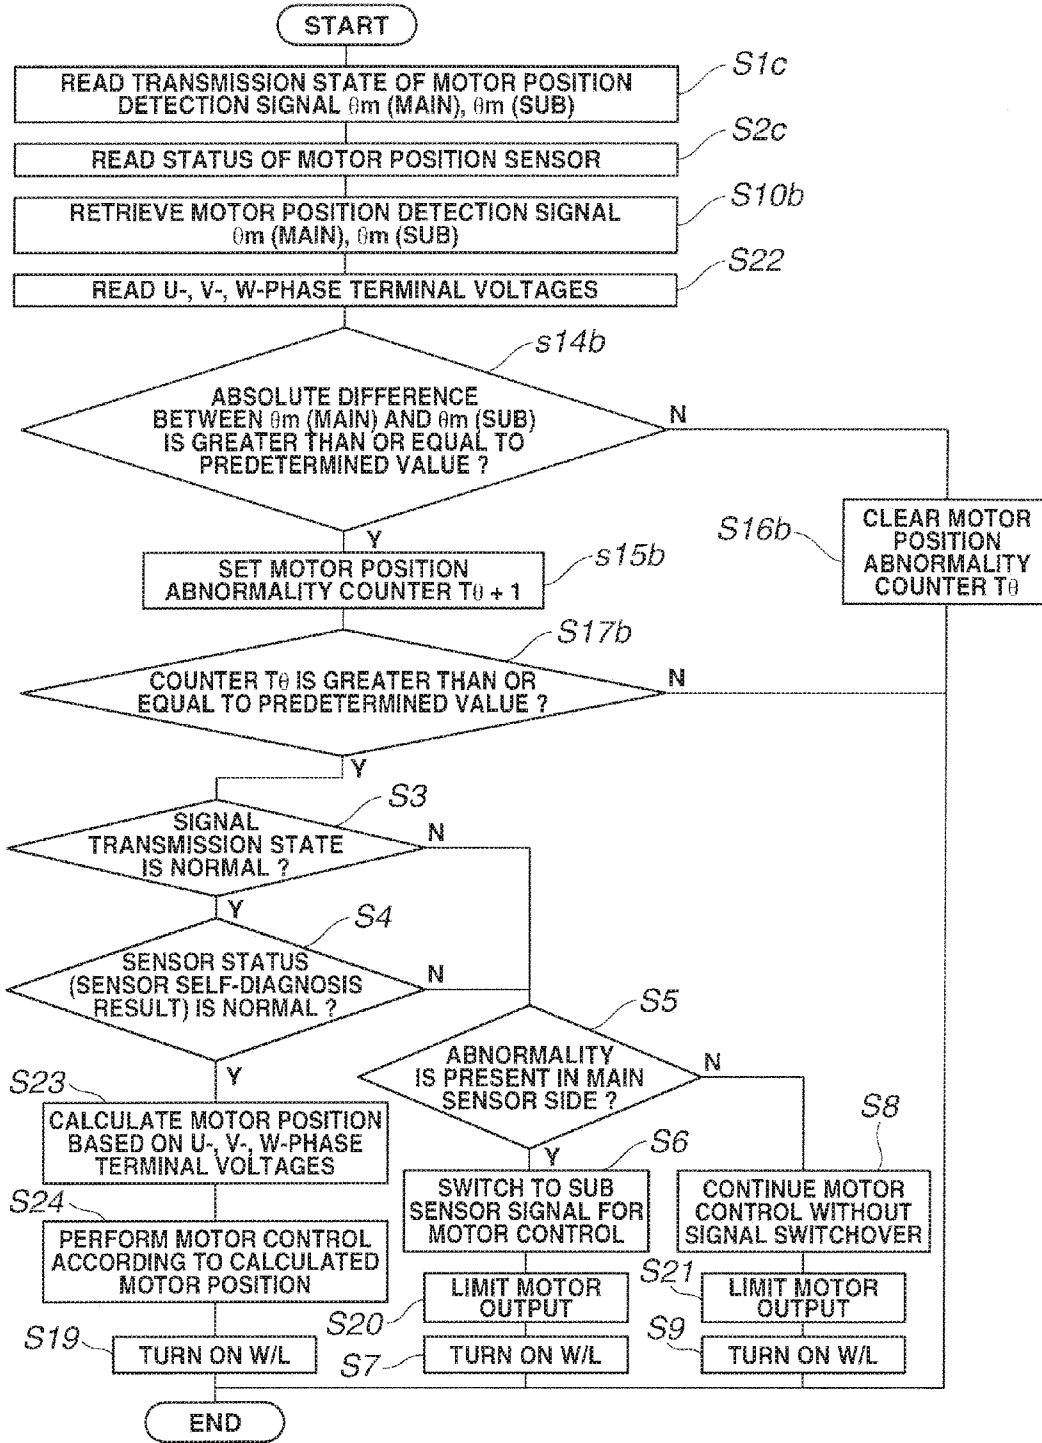 START
READ TRANSMISSION STATE OF MOTOR POSITION
DETECTION SIGNAL θm (MAIN), θm (SUB)
S1c
READ STATUS OF MOTOR POSITION SENSOR
S2c
RETRIEVE MOTOR POSITION DETECTION SIGNAL
θm (MAIN), θm (SUB)
S10b
READ U-, V-, W-PHASE TERMINAL VOLTAGES
S22
s14b
ABSOLUTE DIFFERENCE
BETWEEN θm (MAIN) AND θm (SUB)
IS GREATER THAN OR EQUAL TO
PREDETERMINED VALUE ?
N
Y
S16b
CLEAR MOTOR
POSITION
ABNORMALITY
COUNTER Tθ
SET MOTOR POSITION
ABNORMALITY COUNTER Tθ + 1
s15b
S17b
COUNTER Tθ IS GREATER THAN OR
EQUAL TO PREDETERMINED VALUE ?
N
Y
S3
SIGNAL
TRANSMISSION STATE
IS NORMAL ?
N
Y
S4
SENSOR STATUS
(SENSOR SELF-DIAGNOSIS
RESULT) IS NORMAL ?
N
Y
S5
ABNORMALITY
IS PRESENT IN MAIN
SENSOR SIDE ?
N
Y
S23
CALCULATE MOTOR POSITION
BASED ON U-, V-, W-PHASE
TERMINAL VOLTAGES
S6
SWITCH TO SUB
SENSOR SIGNAL FOR
MOTOR CONTROL
S8
CONTINUE MOTOR
CONTROL WITHOUT
SIGNAL SWITCHOVER
S24
PERFORM MOTOR CONTROL
ACCORDING TO CALCULATED
MOTOR POSITION
S20
LIMIT MOTOR
OUTPUT
S21
LIMIT MOTOR
OUTPUT
S19
TURN ON W/L
S7
TURN ON W/L
S9
TURN ON W/L
END